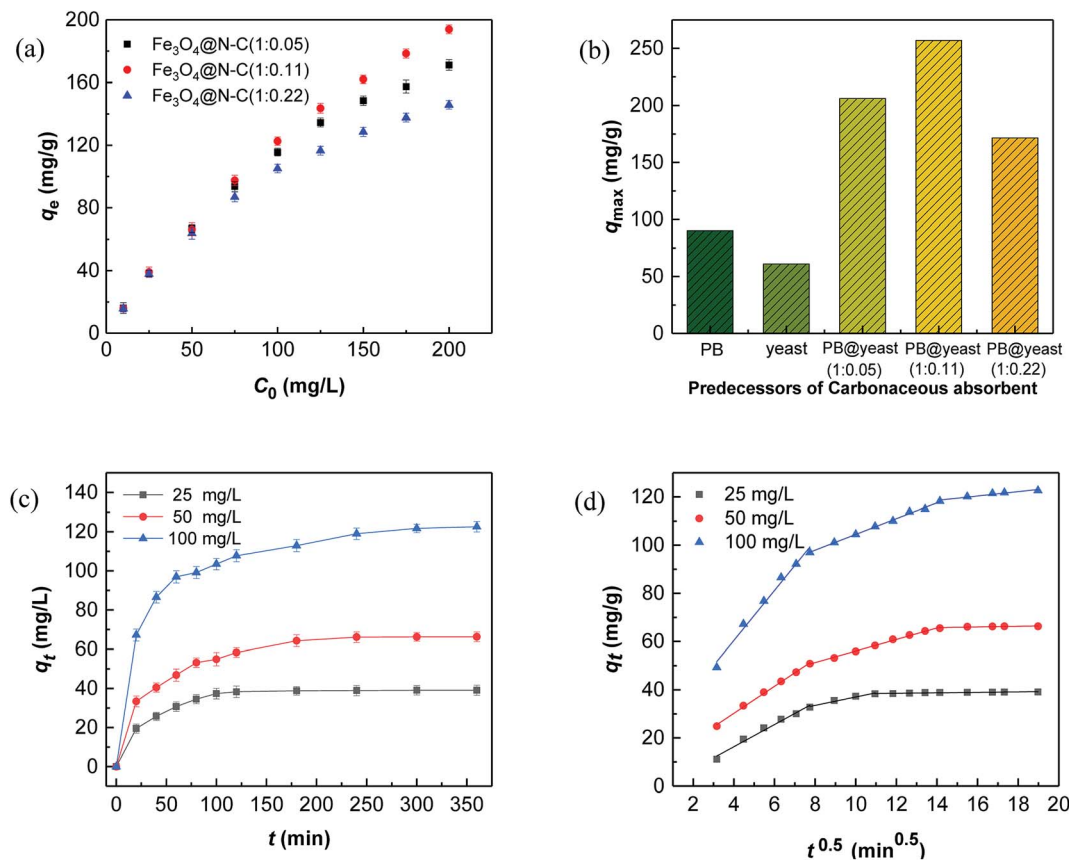 (a)
200
160
120
80
40
0
qe (mg/g)
Fe3O4@N-C(1:0.05)
Fe3O4@N-C(1:0.11)
Fe3O4@N-C(1:0.22)
0 50 100 150 200
C0 (mg/L)
(b)
250
200
150
100
50
0
qmax (mg/g)
PB yeast PB@yeast PB@yeast PB@yeast
(1:0.05) (1:0.11) (1:0.22)
Predecessors of Carbonaceous absorbent
(c)
140
120
100
80
60
40
20
0
qt (mg/L)
25 mg/L
50 mg/L
100 mg/L
0 50 100 150 200 250 300 350
t (min)
(d)
120
100
80
60
40
20
0
qt (mg/g)
25 mg/L
50 mg/L
100 mg/L
2 4 6 8 10 12 14 16 18 20
t^0.5 (min^0.5)